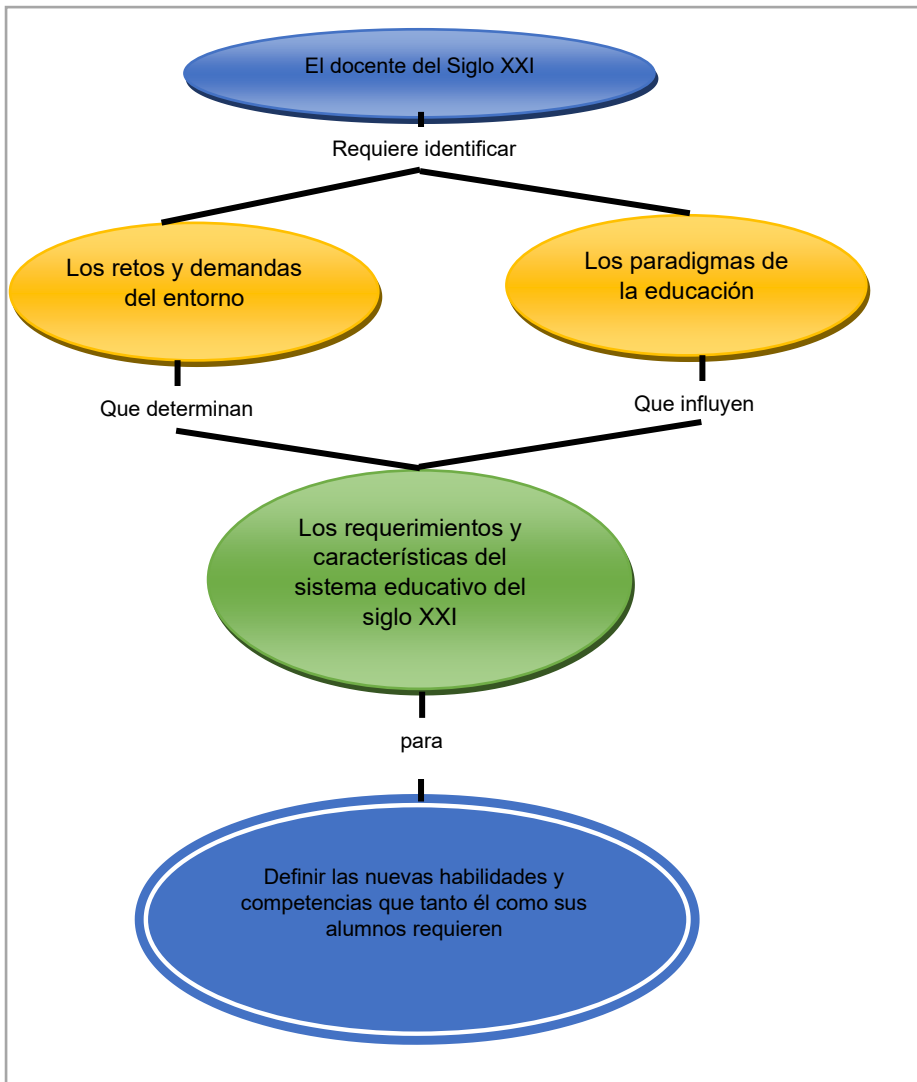 El docente del Siglo XXI
Requiere identificar
Los retos y demandas
del entorno
Los paradigmas de
la educación
Que determinan
Que influyen
Los requerimientos y
característícas del
sistema educativo del
siglo XXI
para
Definir las nuevas habilidades y
competencias que tanto él como sus
alumnos requieren